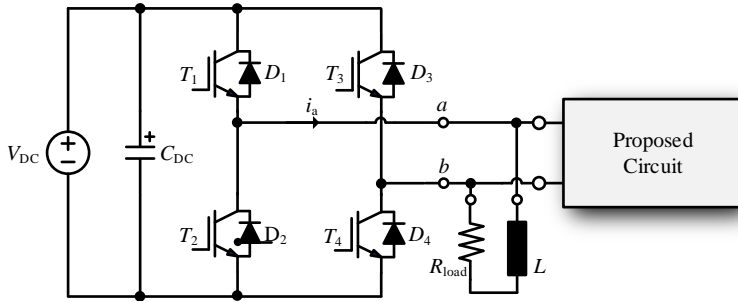 T1
D1
T3
D3
ia
a
Proposed
Circuit
VDC
+
−
+
CDC
b
T2
D2
T4
D4
Rload
L